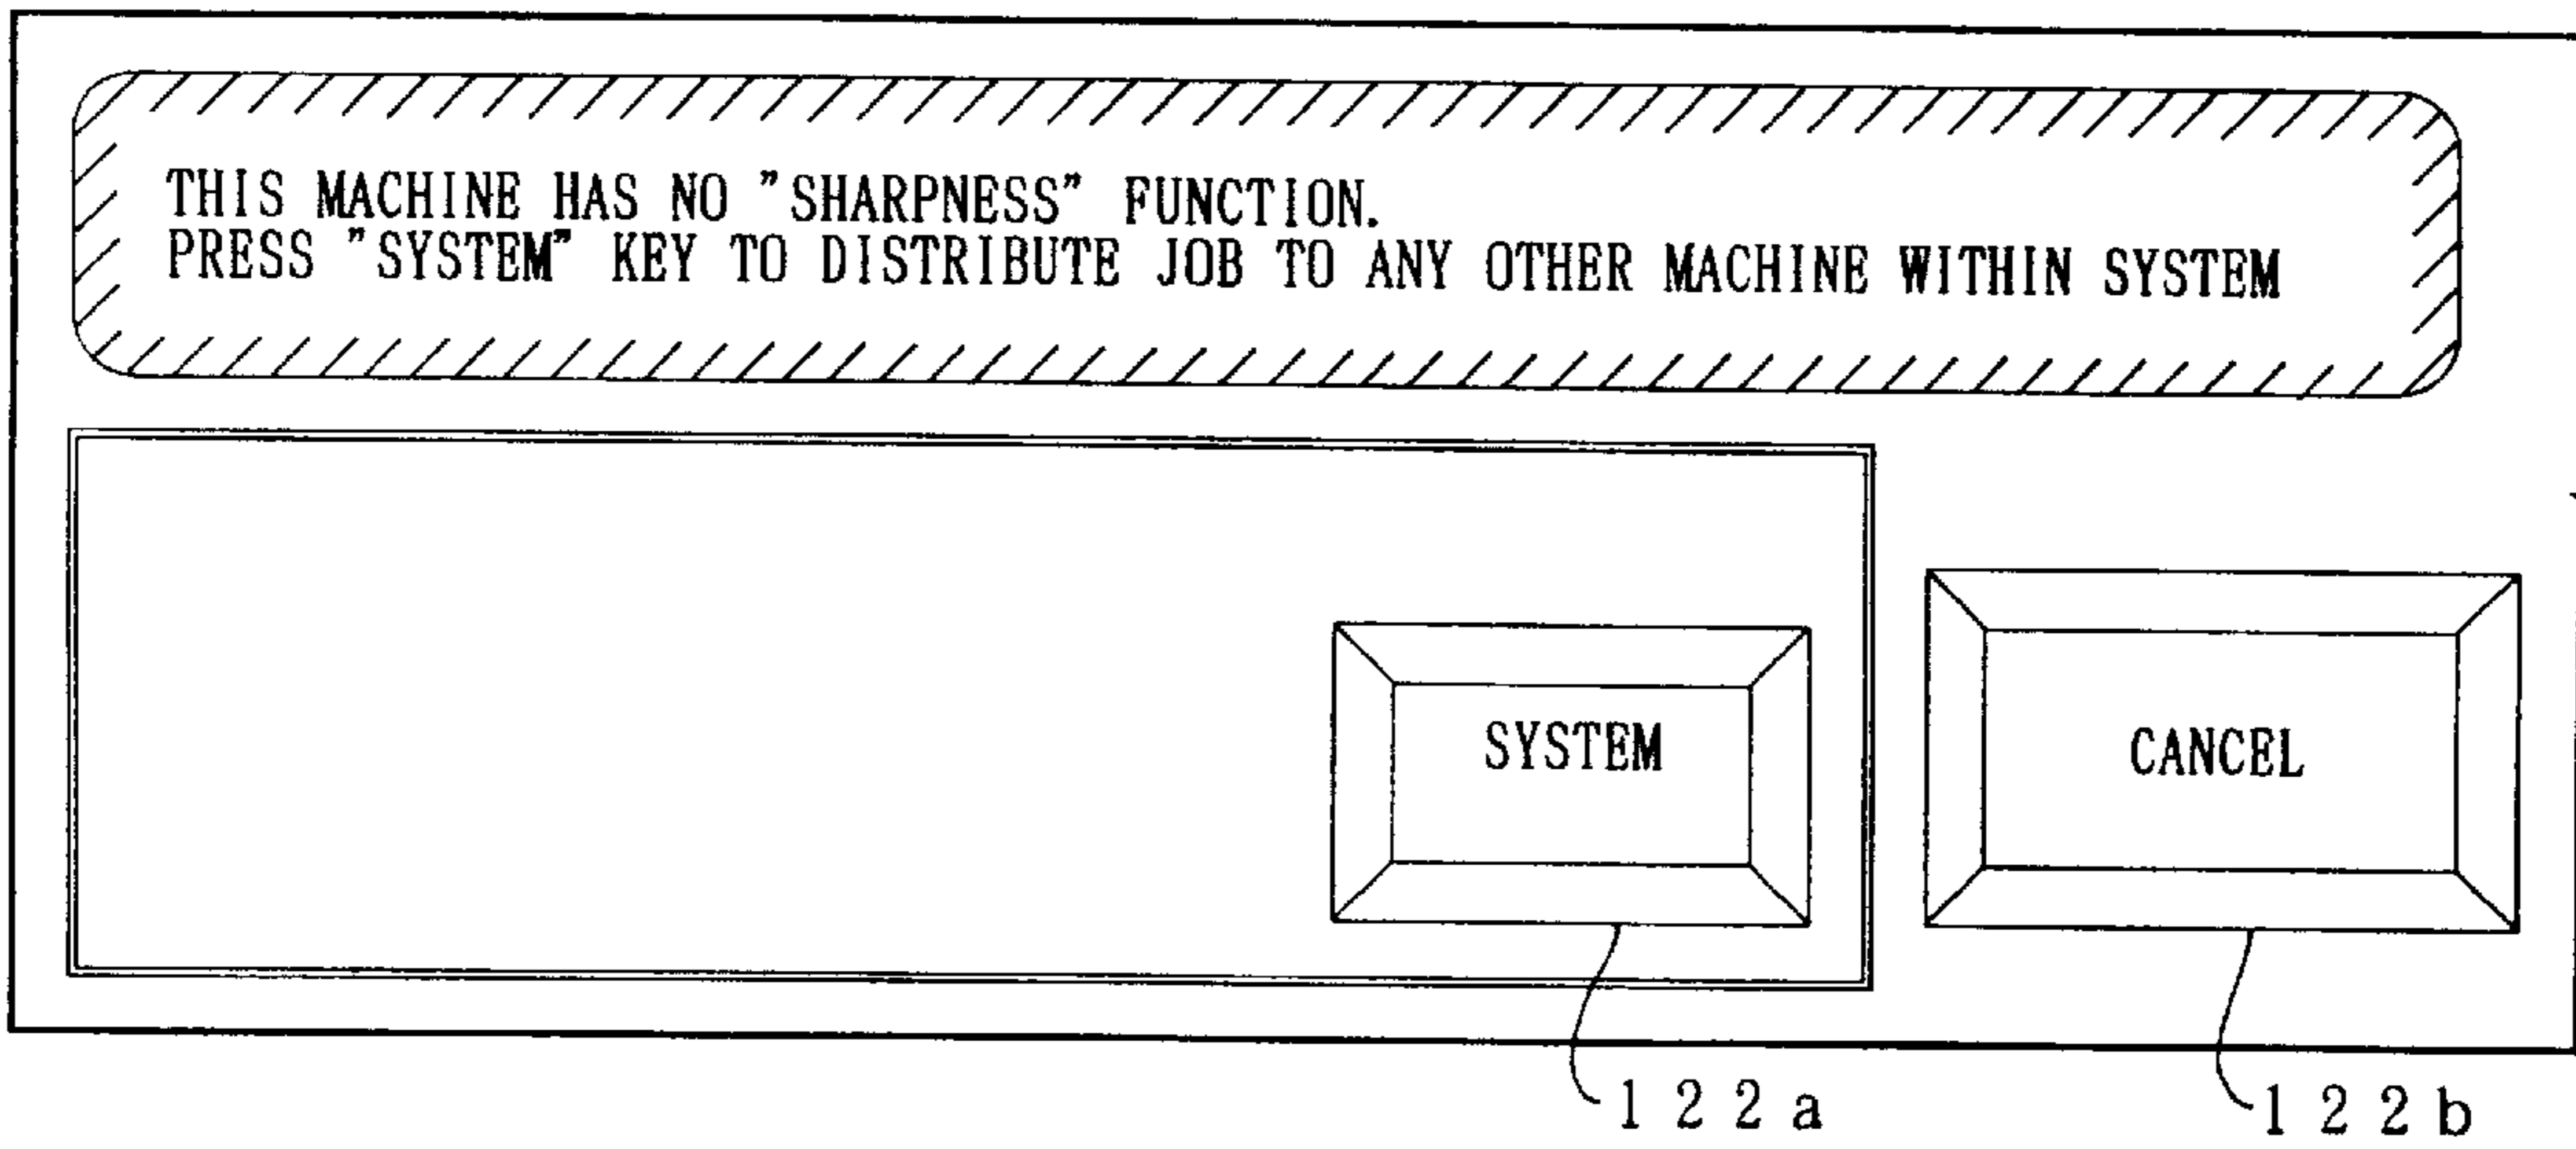 THIS MACHINE HAS NO "SHARPNESS" FUNCTION.
PRESS "SYSTEM" KEY TO DISTRIBUTE JOB TO ANY OTHER MACHINE WITHIN SYSTEM
SYSTEM
CANCEL
122a
122b